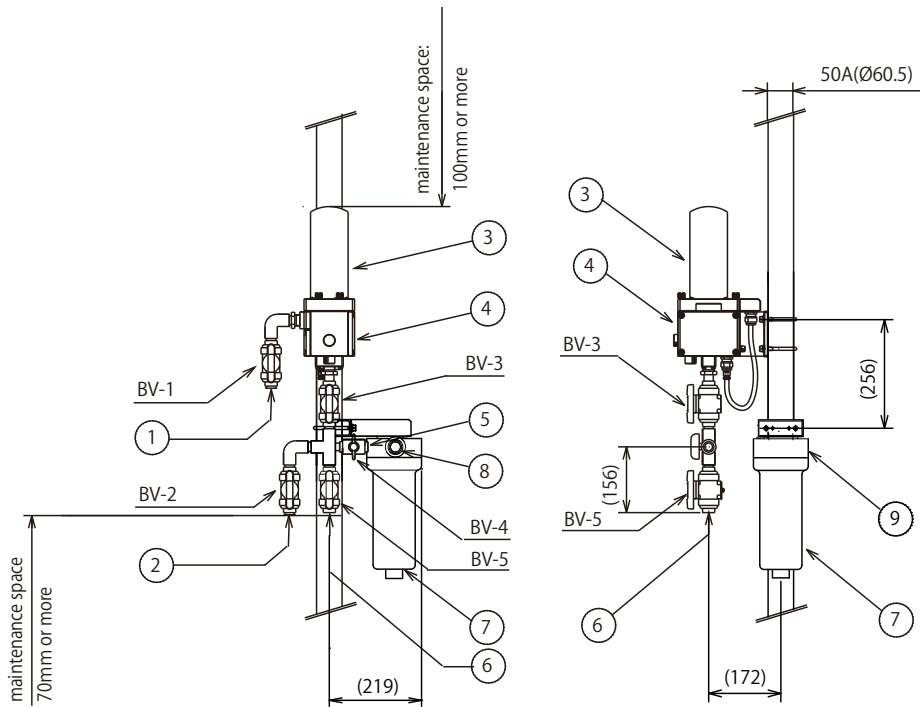 maintenance space:
100mm or more
3
4
BV-3
BV-1
1
5
8
BV-2
BV-4
BV-5
2
7
6
maintenance space
70mm or more
(219)
50A(Ø60.5)
3
4
BV-3
(256)
(156)
BV-5
9
6
7
(172)